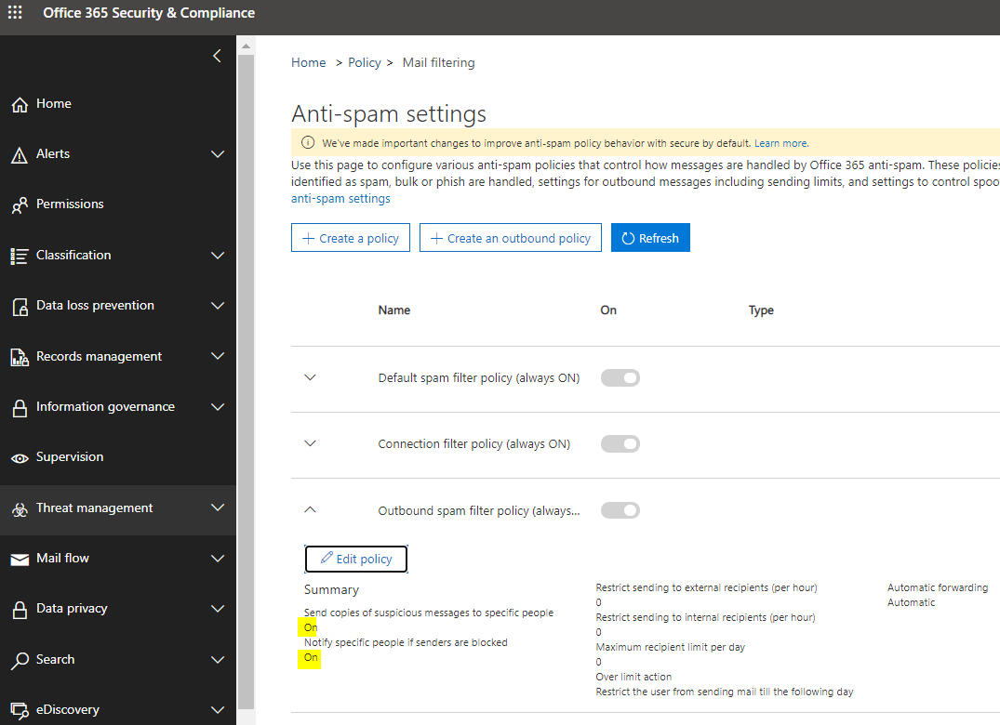 Office 365 Security & Compliance
Home
Alerts
Permissions
Classification
Data loss prevention
Records management
Information governance
Supervision
Threat management
Mail flow
Data privacy
Search
eDiscovery
Home > Policy > Mail filtering
Anti-spam settings
We've made important changes to improve anti-spam policy behavior with secure by default. Learn more.
Use this page to configure various anti-spam policies that control how messages are handled by Office 365 anti-spam. These policies
identified as spam, bulk or phish are handled, settings for outbound messages including sending limits, and settings to control spoo
anti-spam settings
+ Create a policy
+ Create an outbound policy
Refresh
Name On Type
Default spam filter policy (always ON)
Connection filter policy (always ON)
Outbound spam filter policy (always...
Edit policy
Summary
Send copies of suspicious messages to specific people
On
Notify specific people if senders are blocked
On
Restrict sending to external recipients (per hour)
0
Restrict sending to internal recipients (per hour)
0
Maximum recipient limit per day
0
Over limit action
Restrict the user from sending mail till the following day
Automatic forwarding
Automatic